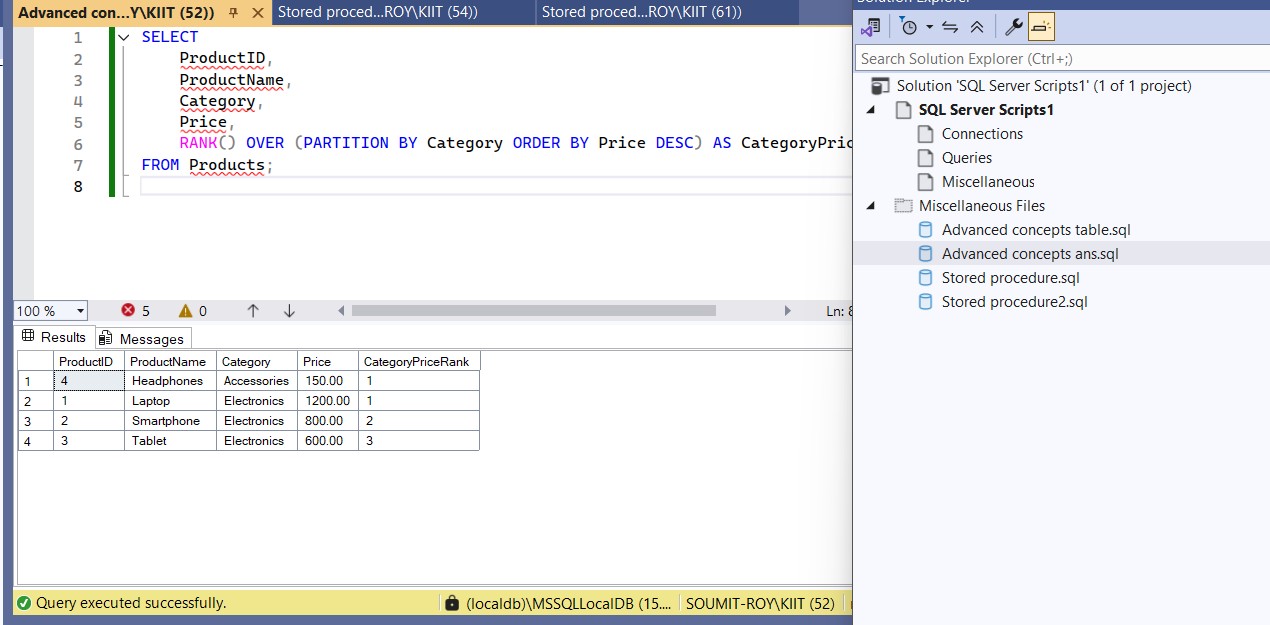 Advanced con...Y\KIIT (52))
Stored proced...ROY\KIIT (54))
Stored proced...ROY\KIIT (61))
1 SELECT
2 ProductID,
3 ProductName,
4 Category,
5 Price,
6 RANK() OVER (PARTITION BY Category ORDER BY Price DESC) AS CategoryPric
7 FROM Products;
8
100 % 5 0 Ln: 8
Results Messages
ProductID ProductName Category Price CategoryPriceRank
1 4 Headphones Accessories 150.00 1
2 1 Laptop Electronics 1200.00 1
3 2 Smartphone Electronics 800.00 2
4 3 Tablet Electronics 600.00 3
Query executed successfully. (localdb)\MSSQLLocalDB (15.... SOUMIT-ROY\KIIT (52)
Solution Explorer
Search Solution Explorer (Ctrl+;)
Solution 'SQL Server Scripts1' (1 of 1 project)
SQL Server Scripts1
Connections
Queries
Miscellaneous
Miscellaneous Files
Advanced concepts table.sql
Advanced concepts ans.sql
Stored procedure.sql
Stored procedure2.sql